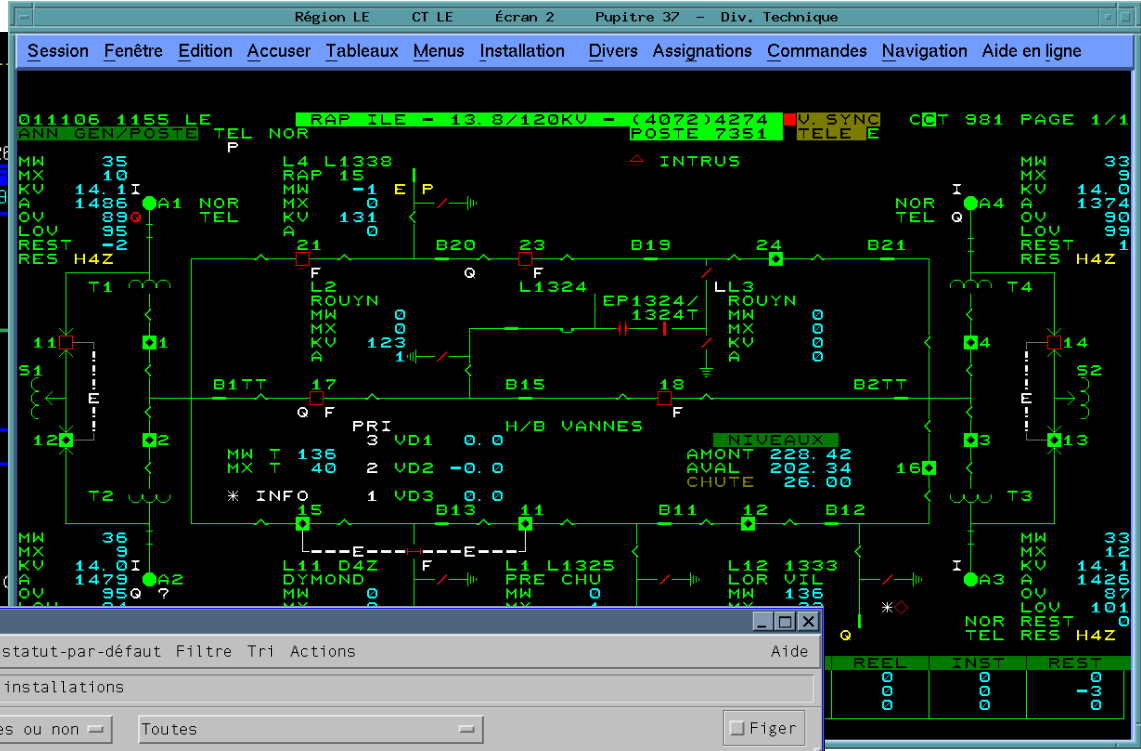 Région LE CT LE Écran 2 Pupitre 37 – Div. Technique
Session Fenêtre Edition Accuser Tableaux Menus Installation Divers Assignations Commandes Navigation Aide en ligne
011106 1155 LE RAP ILE - 13.8/120KV - (4072)4274 V. SYNC CCT 981 PAGE 1/1
ANN GEN/POSTE TEL NOR POSTE 7351 TELE E
P
MW 35 L4 L1338 INTRUS MW 33
MX 10 RAP 15 MX 9
KV 14.1 I MW -1 E P I KV 14.0
A 1486 A1 NOR MX 0 NOR A4 A 1374
OV 89 Q TEL KV 131 TEL Q OV 90
LOV 95 A 0 LOV 99
REST -2 21 B20 23 B19 24 B21 REST 1
RES H4Z RES H4Z
F Q F
T1 L2 L1324 LL3 T4
ROUYN EP1324/ ROUYN
MW 0 1324T MW 0
MX 0 MX 0
11 1 KV 123 KV 0 4 14
A 1 A 0
S1 S2
B1TT 17 B15 18 B2TT
E E
Q F F
PRI H/B VANNES
12 2 3 VD1 0.0 NIVEAUX 3 13
MW T 136 AMONT 228.42
MX T 40 2 VD2 -0.0 AVAL 202.34 16
CHUTE 26.00
T2 * INFO 1 VD3 0.0 T3
15 B13 11 B11 12 B12
MW 36 E E MW 33
MX 9 MX 12
KV 14.0 I L11 D4Z F L1 L1325 L12 1333 I KV 14.1
A 1479 A2 DYMOND PRE CHU LOR VIL A3 A 1426
OV 95 Q ? MW 0 MW 0 MW 136 OV 87
* LOV 101
NOR REST 0
Q TEL RES H4Z
statut-par-défaut Filtre Tri Actions Aide
installations
REEL INST REST
0 0 0
0 0 -3
0 0 0
es ou non Toutes Figer